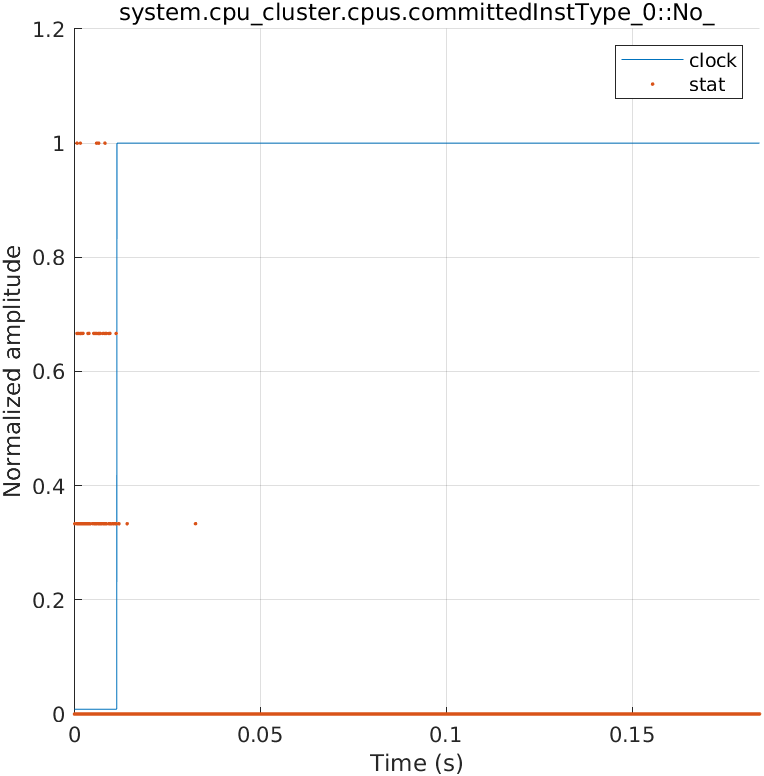 system.cpu_cluster.cpus.committedInstType_0::No_
clock
stat
1.2
1
0.8
0.6
0.4
0.2
0
Normalized amplitude
0 0.05 0.1 0.15
Time (s)